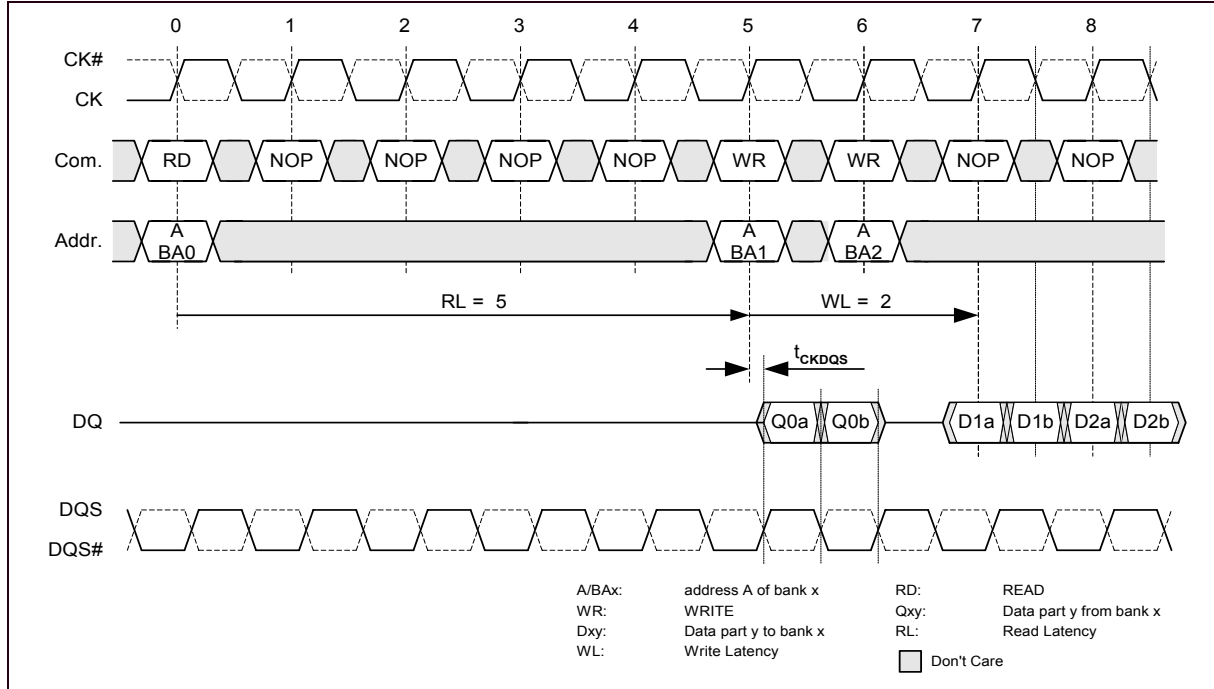 0 1 2 3 4 5 6 7 8
CK#
CK
Com. RD NOP NOP NOP NOP WR WR NOP NOP
Addr. A BA0 A BA1 A BA2
RL = 5 WL = 2
tCKDQS
DQ Q0a Q0b D1a D1b D2a D2b
DQS
DQS#
A/BAx: address A of bank x RD: READ
WR: WRITE Qxy: Data part y from bank x
Dxy: Data part y to bank x RL: Read Latency
WL: Write Latency Don't Care